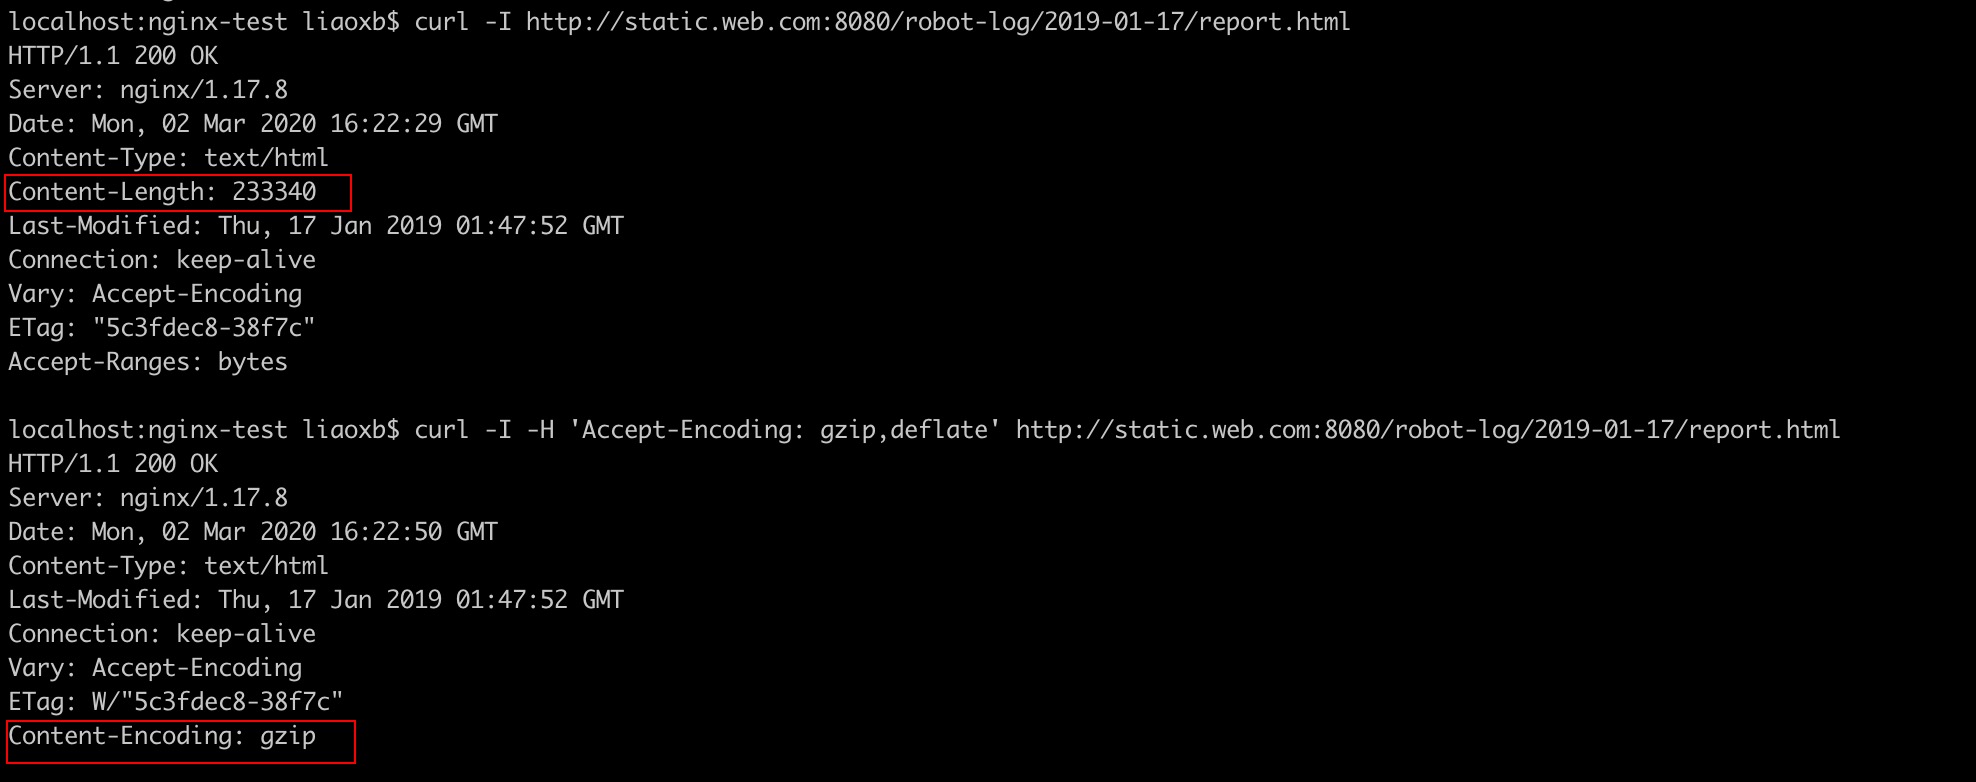 localhost:nginx-test liaoxb$ curl -I http://static.web.com:8080/robot-log/2019-01-17/report.html
HTTP/1.1 200 OK
Server: nginx/1.17.8
Date: Mon, 02 Mar 2020 16:22:29 GMT
Content-Type: text/html
Content-Length: 233340
Last-Modified: Thu, 17 Jan 2019 01:47:52 GMT
Connection: keep-alive
Vary: Accept-Encoding
ETag: "5c3fdec8-38f7c"
Accept-Ranges: bytes
localhost:nginx-test liaoxb$ curl -I -H 'Accept-Encoding: gzip,deflate' http://static.web.com:8080/robot-log/2019-01-17/report.html
HTTP/1.1 200 OK
Server: nginx/1.17.8
Date: Mon, 02 Mar 2020 16:22:50 GMT
Content-Type: text/html
Last-Modified: Thu, 17 Jan 2019 01:47:52 GMT
Connection: keep-alive
Vary: Accept-Encoding
ETag: W/"5c3fdec8-38f7c"
Content-Encoding: gzip